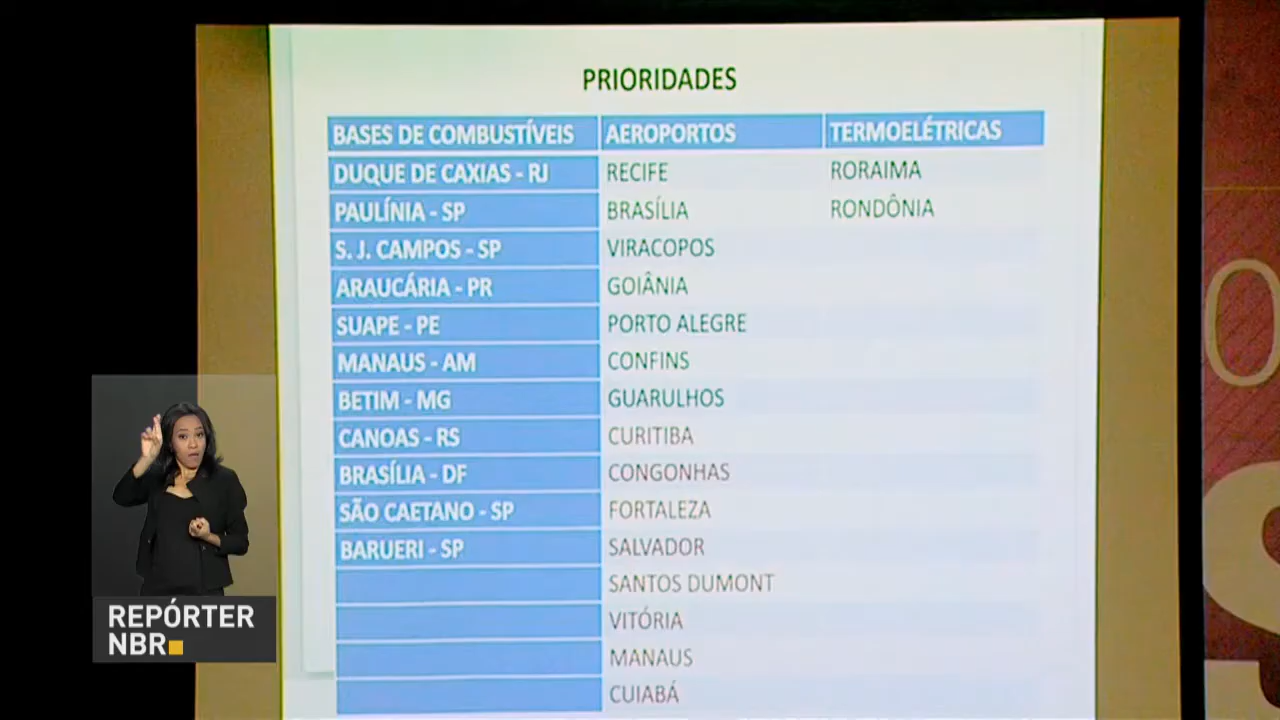 PRIORIDADES
BASES DE COMBUSTÍVEIS AEROPORTOS TERMOELÉTRICAS
DUQUE DE CAXIAS - RJ RECIFE RORAIMA
PAULÍNIA - SP BRASÍLIA RONDÔNIA
S. J. CAMPOS - SP VIRACOPOS
ARAUCÁRIA - PR GOIÂNIA
SUAPE - PE PORTO ALEGRE
MANAUS - AM CONFINS
BETIM - MG GUARULHOS
CANOAS - RS CURITIBA
BRASÍLIA - DF CONGONHAS
SÃO CAETANO - SP FORTALEZA
BARUERI - SP SALVADOR
SANTOS DUMONT
VITÓRIA
MANAUS
CUIABÁ
REPÓRTER
NBR